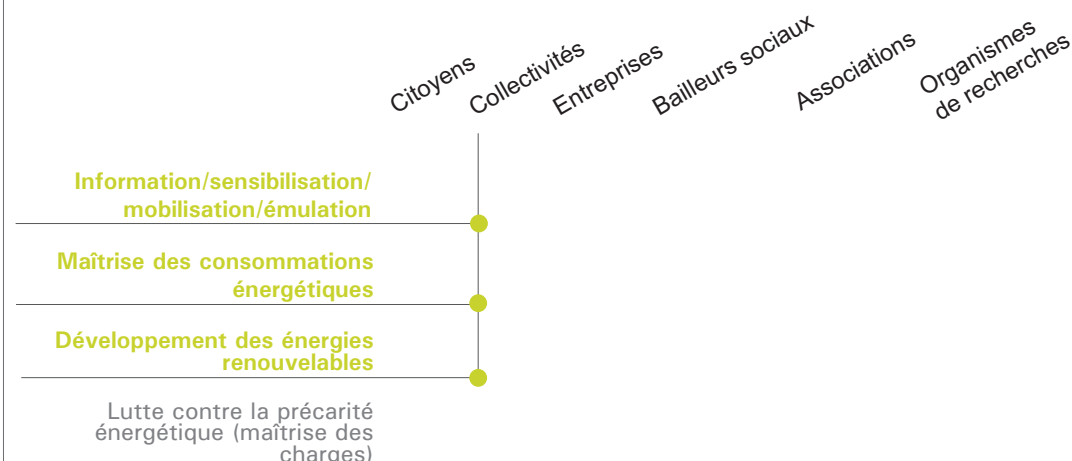 Citoyens
Collectivités
Entreprises
Bailleurs sociaux
Associations
Organismes
de recherches
Information/sensibilisation/
mobilisation/émulation
Maîtrise des consommations
énergétiques
Développement des énergies
renouvelables
Lutte contre la précarité
énergétique (maîtrise des
charges)